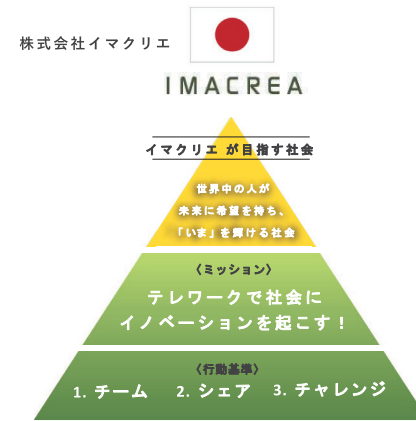 株式会社イマクリエ
IMACREA
イマクリエ が目指す社会
世界中の人が
未来に希望を持ち、
「いま」を輝ける社会
〈ミッション〉
テレワークで社会に
イノベーションを起こす！
〈行動基準〉
1. チーム 2. シェア 3. チャレンジ